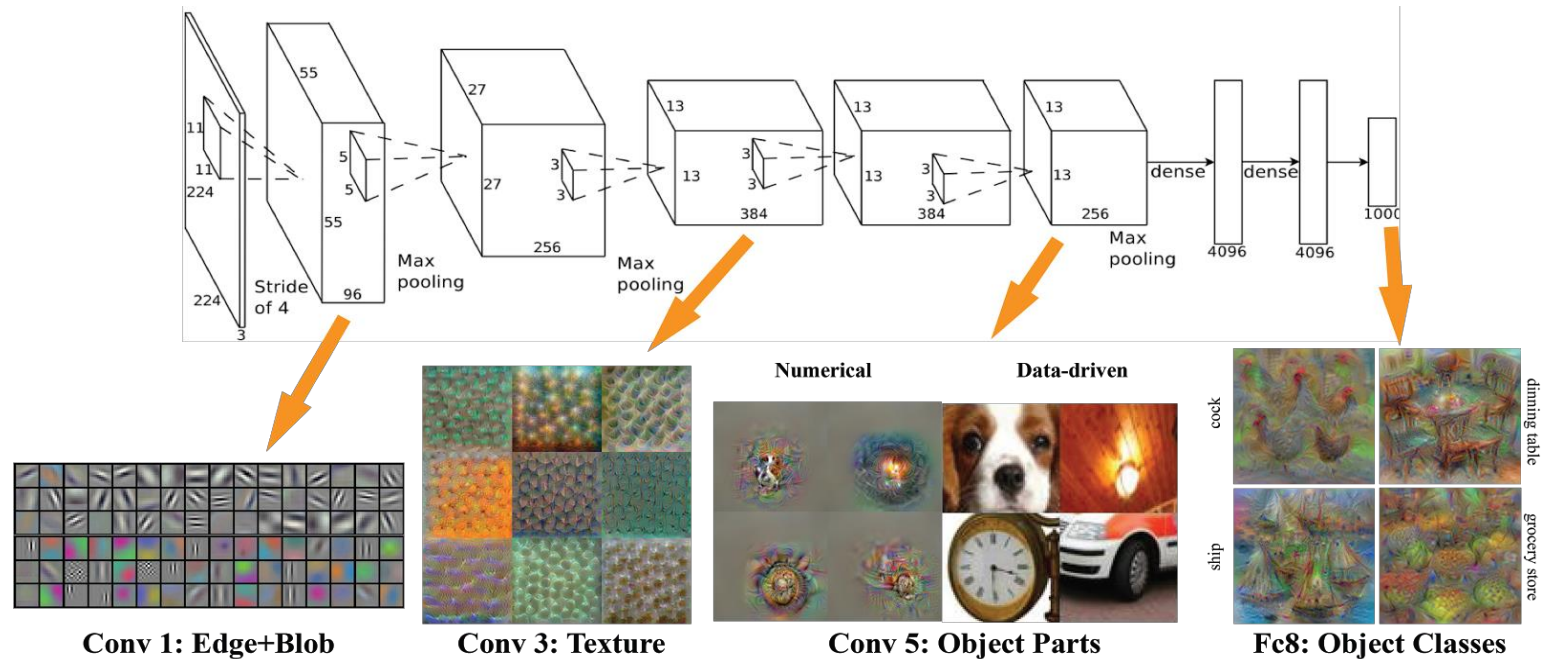 55
27
13
13
13
11
11
224
5
5
55
27
3
3
13
3
3
13
3
3
13
dense
dense
224
Stride
of 4
3
96
Max
pooling
256
Max
pooling
384
384
256
Max
pooling
4096
4096
1000
Numerical
Data-driven
cock
dinning table
ship
grocery store
Conv 1: Edge+Blob
Conv 3: Texture
Conv 5: Object Parts
Fc8: Object Classes